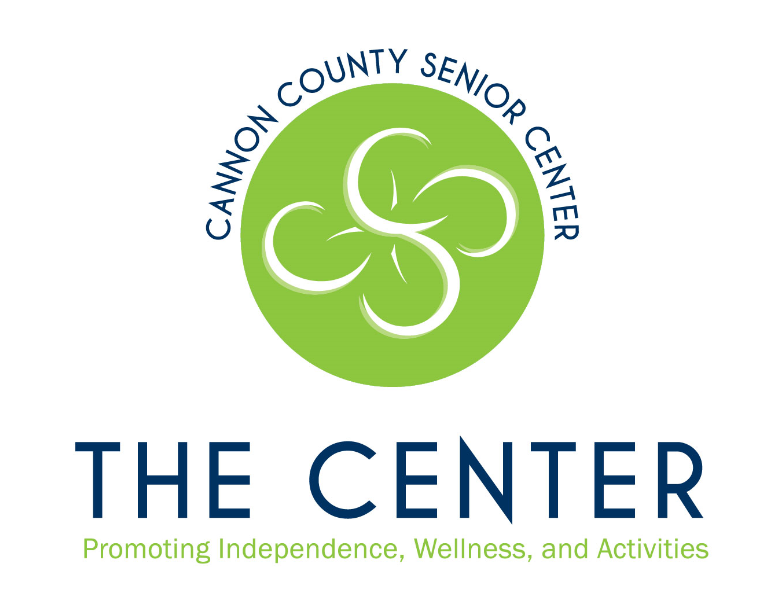 CANNON COUNTY SENIOR CENTER
THE CENTER
Promoting Independence, Wellness, and Activities